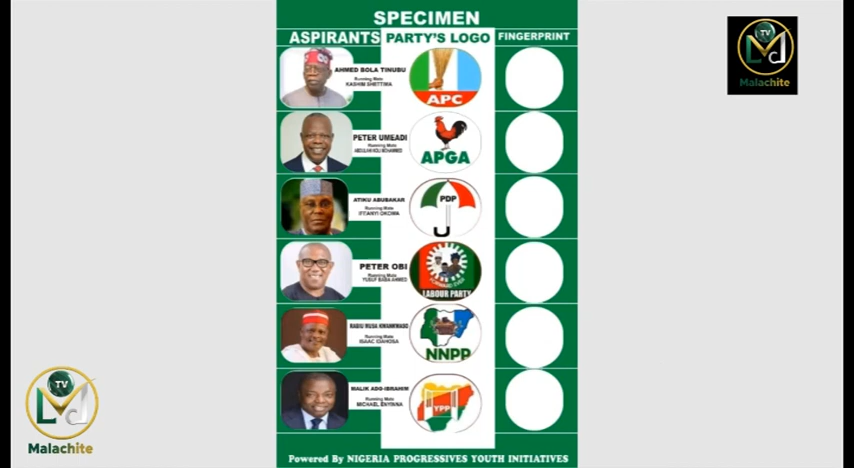 SPECIMEN
ASPIRANTS PARTY'S LOGO FINGERPRINT
TV
Malachite
AHMED BOLA TINUBU
Running Mate
KASHIM SHETTIMA
APC
PETER UMEADI
Running Mate
ABDULLAHI KOLI MOHAMMED
APGA
ATIKU ABUBAKAR
Running Mate
IFEANYI OKOWA
PDP
PETER OBI
Running Mate
YUSUF BABA AHMED
LABOUR PARTY
RABIU MUSA KWANKWASO
Running Mate
ISAAC IDAHOSA
NNPP
MALIK ADO-IBRAHIM
Running Mate
MICHAEL ENYINNA
YPP
TV
Malachite
Powered By NIGERIA PROGRESSIVES YOUTH INITIATIVES